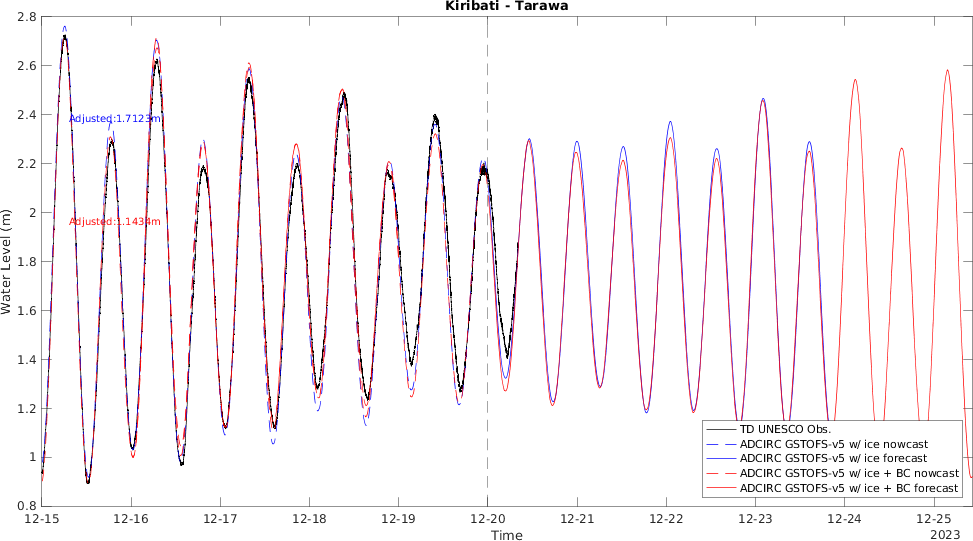 Kiribati - Tarawa
2.8
2.6
2.4
2.2
2
1.8
1.6
1.4
1.2
1
0.8
Water Level (m)
Adjusted:1.7123m
Adjusted:1.1434m
TD UNESCO Obs.
ADCIRC GSTOFS-v5 w/ ice nowcast
ADCIRC GSTOFS-v5 w/ ice forecast
ADCIRC GSTOFS-v5 w/ ice + BC nowcast
ADCIRC GSTOFS-v5 w/ ice + BC forecast
12-15 12-16 12-17 12-18 12-19 12-20 12-21 12-22 12-23 12-24 12-25
Time
2023